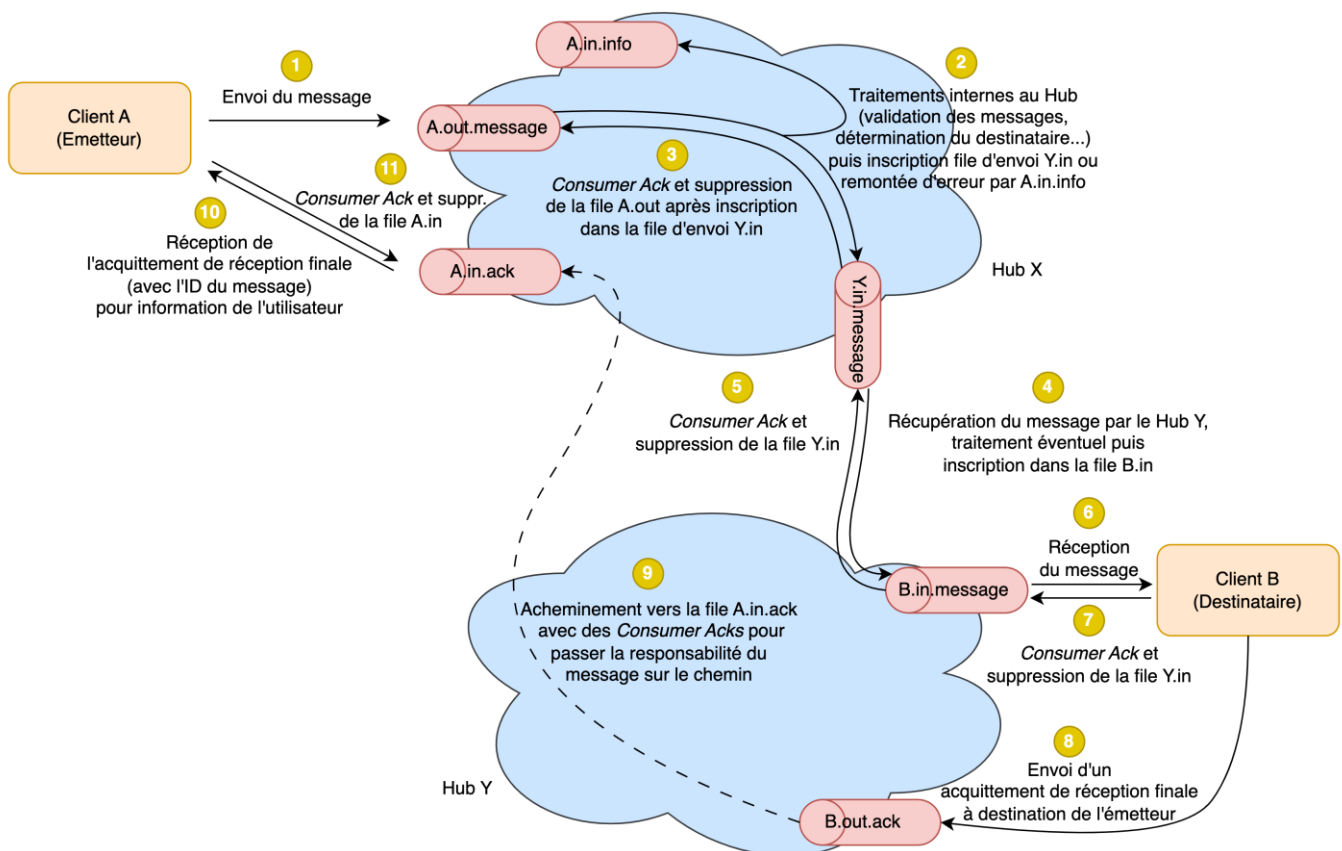 A.in.info
1
Envoi du message
Client A
(Emetteur)
A.out.message
2
Traitements internes au Hub
(validation des messages,
détermination du destinataire...)
puis inscription file d'envoi Y.in ou
remontée d'erreur par A.in.info
3
Consumer Ack et suppression
de la file A.out après inscription
dans la file d'envoi Y.in
11
Consumer Ack et suppr.
de la file A.in
10
Réception de
l'acquittement de réception finale
(avec l'ID du message)
pour information de l'utilisateur
A.in.ack
Hub X
Y.in.message
5
Consumer Ack et
suppression de la file Y.in
4
Récupération du message par le Hub Y,
traitement éventuel puis
inscription dans la file B.in
6
Réception
du message
B.in.message
Client B
(Destinataire)
7
Consumer Ack et
suppression de la file Y.in
9
Acheminement vers la file A.in.ack
avec des Consumer Acks pour
passer la responsabilité du
message sur le chemin
8
Envoi d'un
acquittement de réception finale
à destination de l'émetteur
Hub Y
B.out.ack